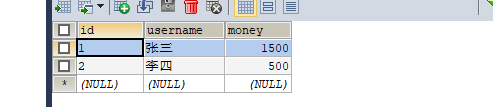 id username money
1 张三 1500
2 李四 500
* (NULL) (NULL) (NULL)